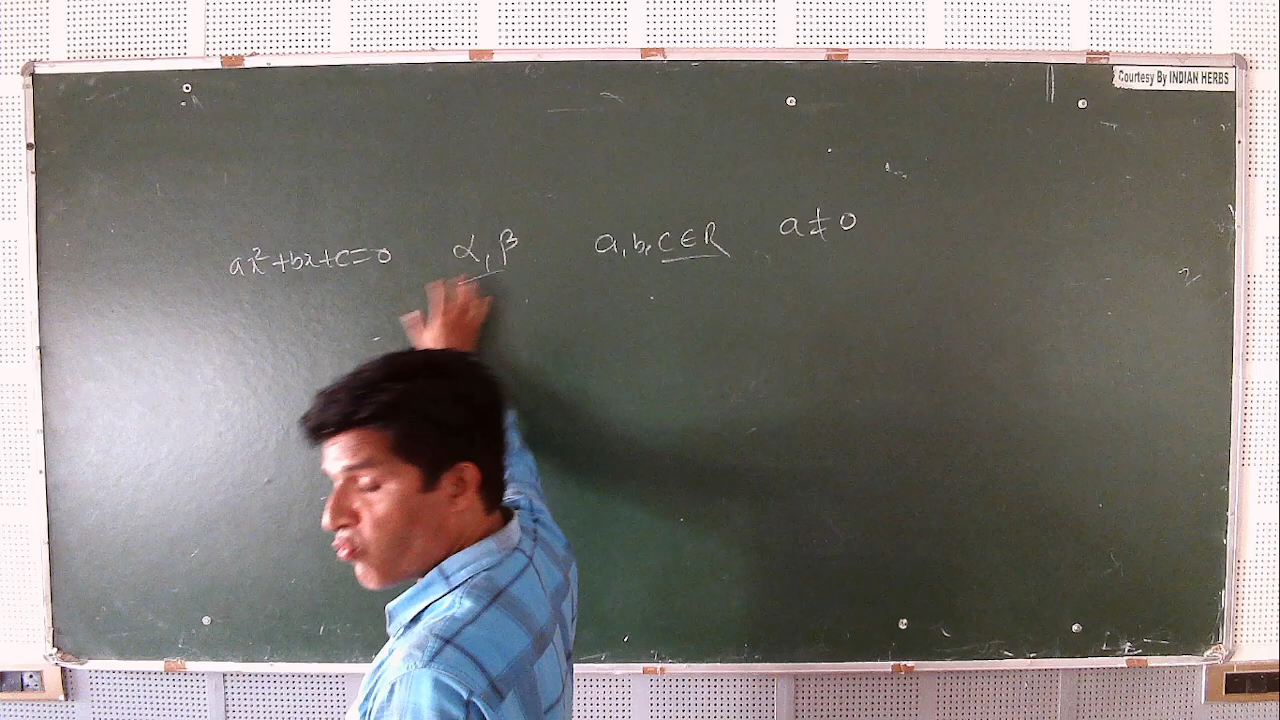 Courtesy By INDIAN HERBS
ax²+bx+c=0 α, β a, b, c ∈ R a ≠ 0